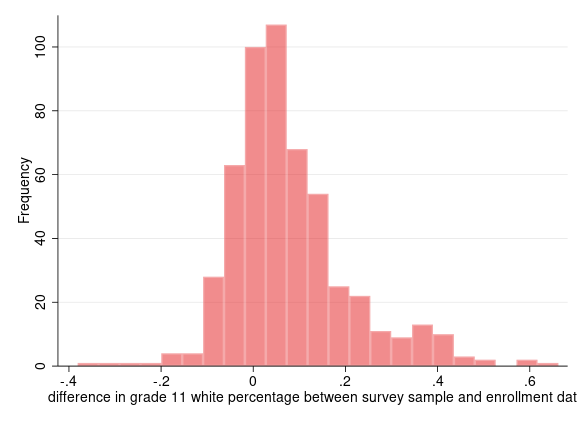 Frequency
100
80
60
40
20
0
-.4 -.2 0 .2 .4 .6
difference in grade 11 white percentage between survey sample and enrollment dat